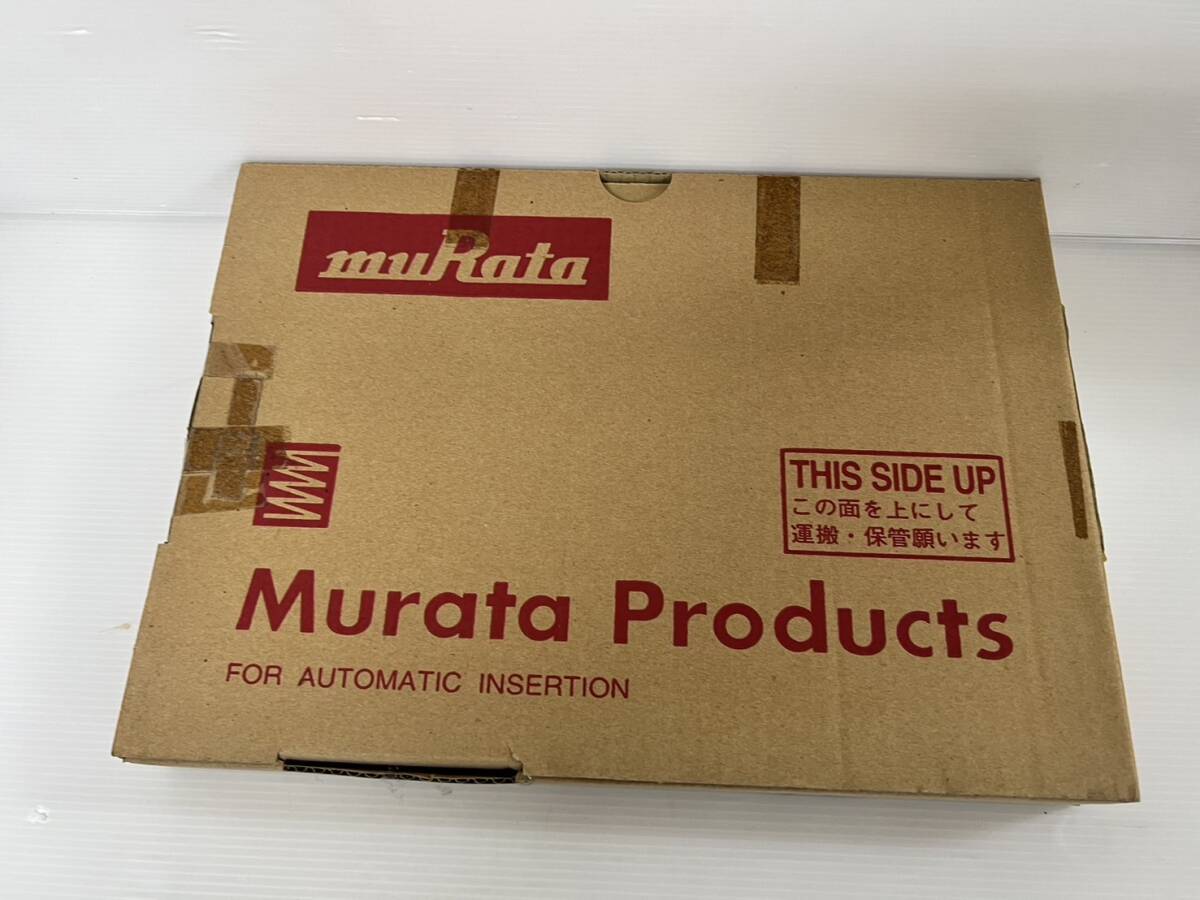 muRata
THIS SIDE UP
この面を上にして
運搬・保管願います
Murata Products
FOR AUTOMATIC INSERTION